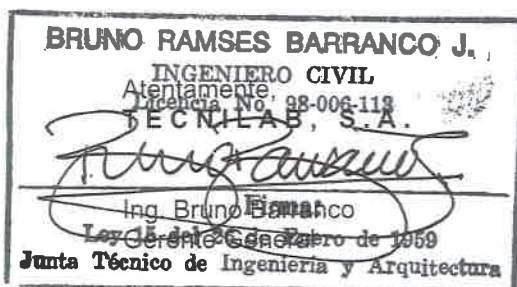 BRUNO RAMSES BARRANCO J.
INGENIERO CIVIL
Atentamente,
Licencia No. 98-006-113
TECNILAB, S.A.
Firma
Ing. Bruno Barranco
Gerente General
Ley 15 del 26 de Enero de 1959
Junta Técnico de Ingeniería y Arquitectura